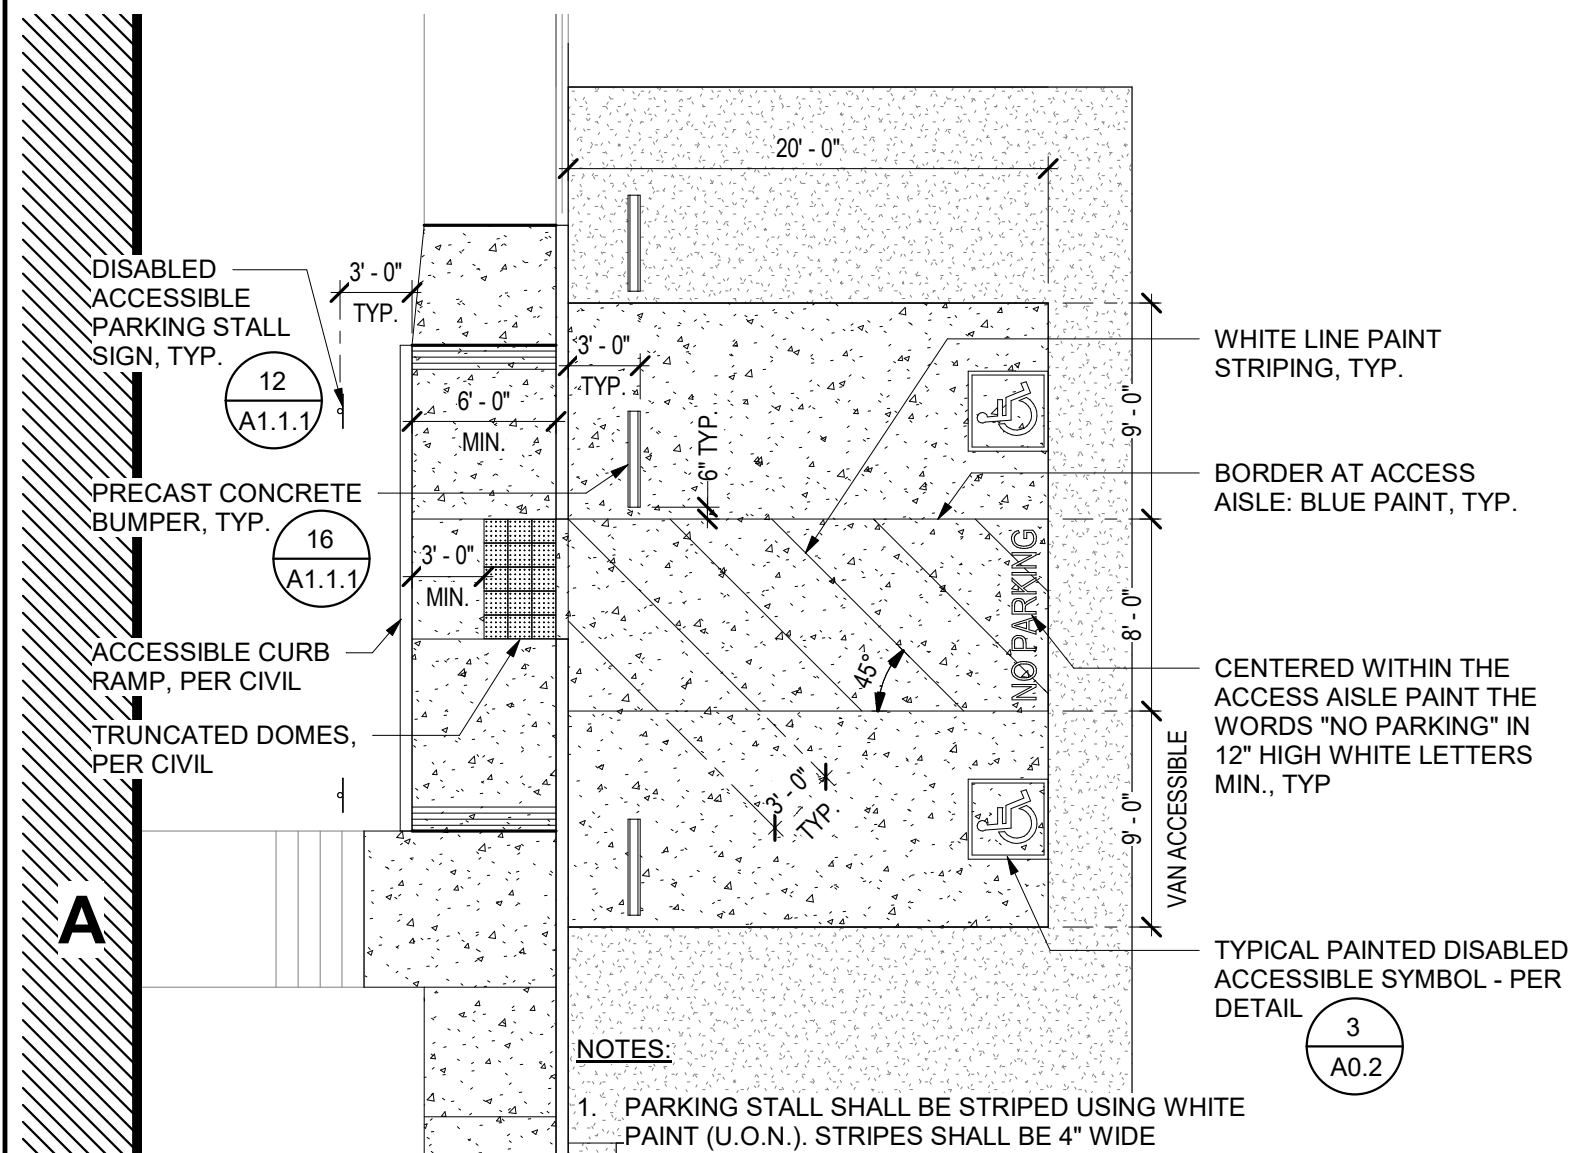 20' - 0"
DISABLED
ACCESSIBLE
PARKING STALL
SIGN, TYP.
12
A1.1.1
3' - 0"
TYP.
3' - 0"
TYP.
6' - 0"
MIN.
6" TYP.
WHITE LINE PAINT
STRIPING, TYP.
9' - 0"
PRECAST CONCRETE
BUMPER, TYP.
16
A1.1.1
BORDER AT ACCESS
AISLE: BLUE PAINT, TYP.
3' - 0"
MIN.
NO PARKING
8' - 0"
45°
ACCESSIBLE CURB
RAMP, PER CIVIL
CENTERED WITHIN THE
ACCESS AISLE PAINT THE
WORDS "NO PARKING" IN
12" HIGH WHITE LETTERS
MIN., TYP
TRUNCATED DOMES,
PER CIVIL
3' - 0"
TYP.
9' - 0"
VAN ACCESSIBLE
A
TYPICAL PAINTED DISABLED
ACCESSIBLE SYMBOL - PER
DETAIL
3
A0.2
NOTES:
1. PARKING STALL SHALL BE STRIPED USING WHITE
PAINT (U.O.N.). STRIPES SHALL BE 4" WIDE